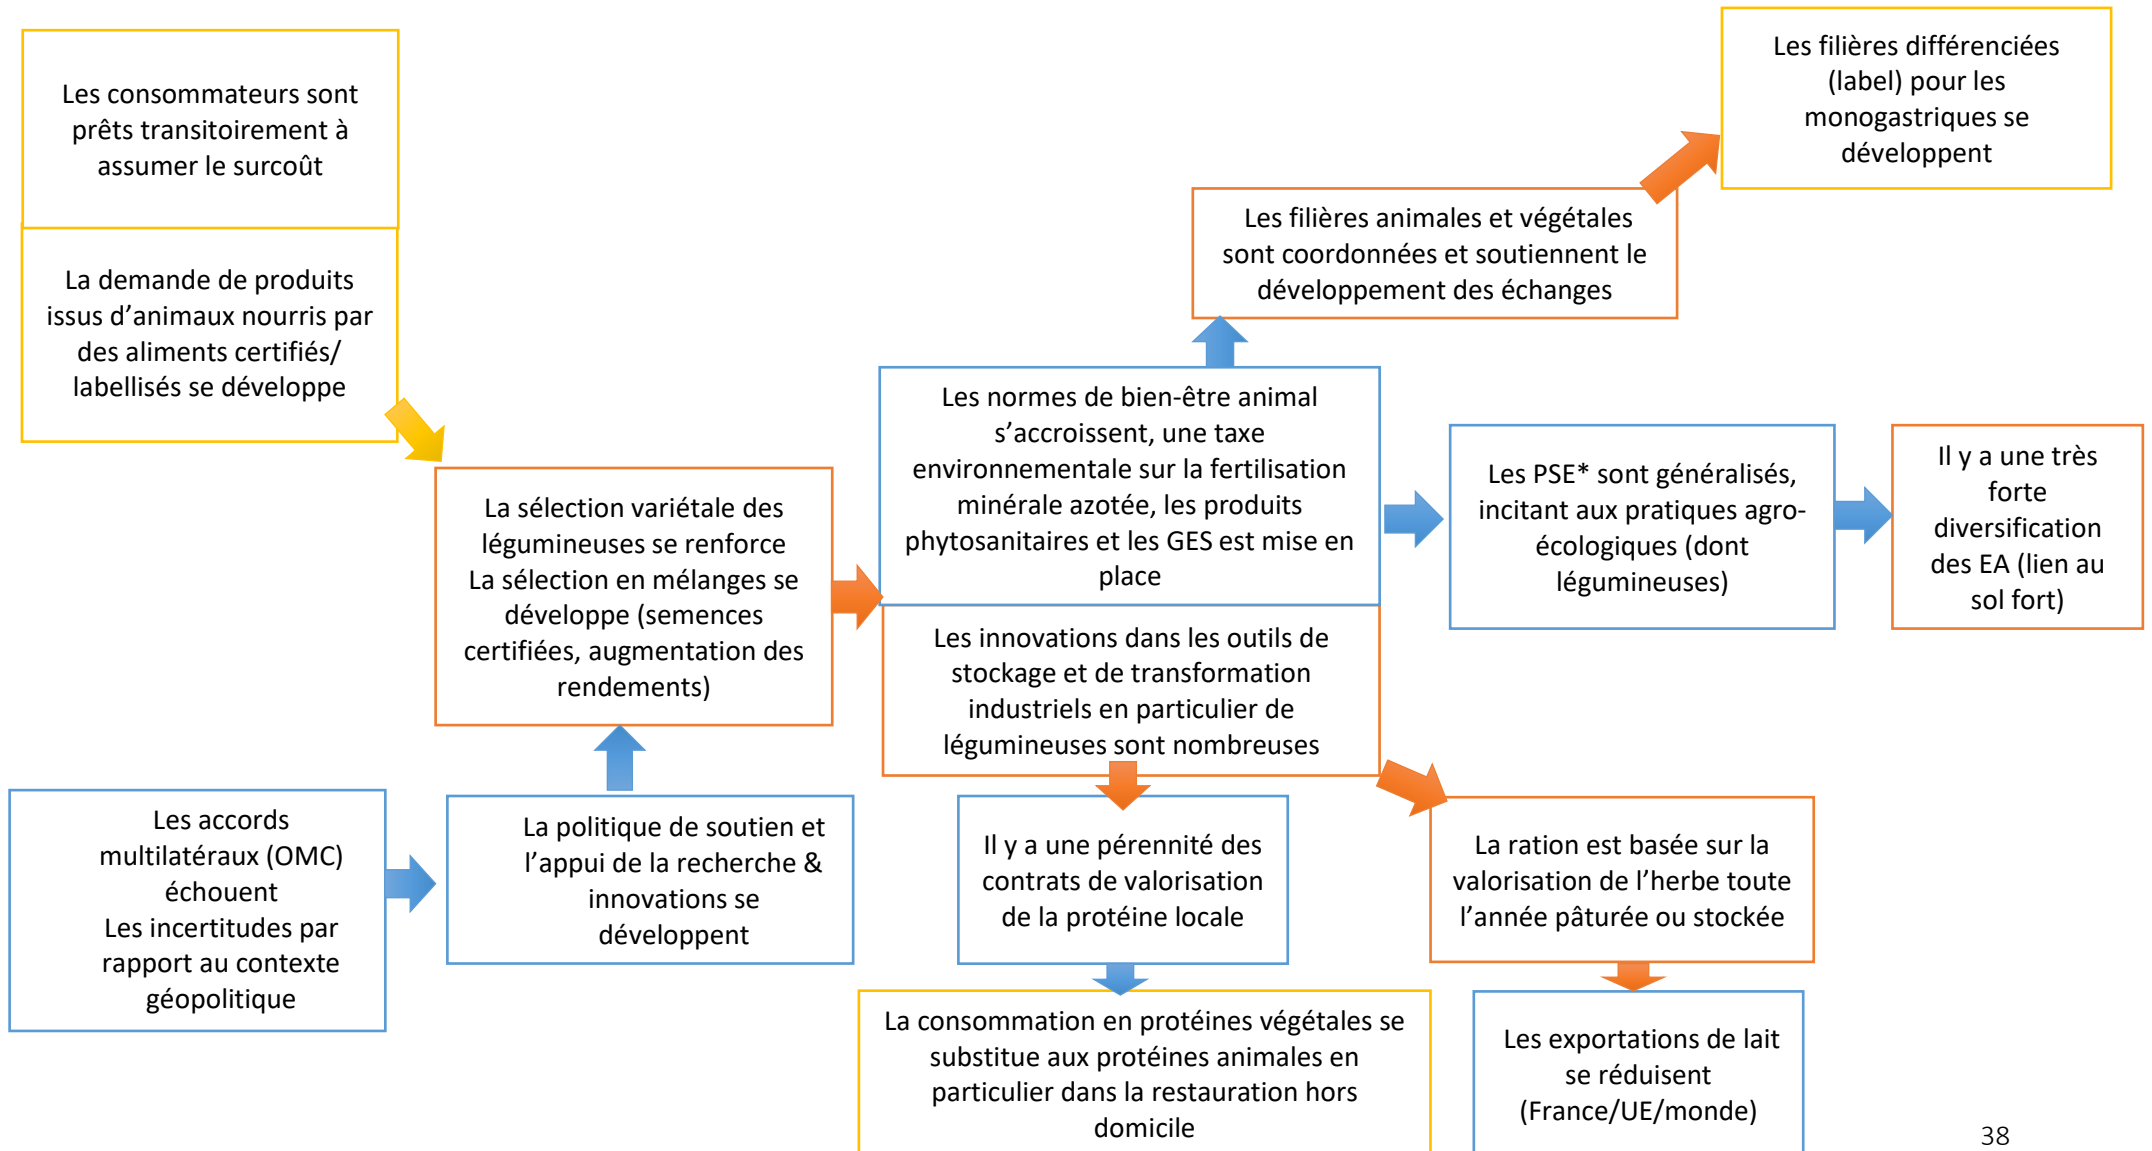 Les consommateurs sont
prêts transitoirement à
assumer le surcoût
La demande de produits
issus d’animaux nourris par
des aliments certifiés/
labellisés se développe
Les accords
multilatéraux (OMC)
échouent
Les incertitudes par
rapport au contexte
géopolitique
La politique de soutien et
l’appui de la recherche &
innovations se
développent
La sélection variétale des
légumineuses se renforce
La sélection en mélanges se
développe (semences
certifiées, augmentation des
rendements)
Les normes de bien-être animal
s’accroissent, une taxe
environnementale sur la fertilisation
minérale azotée, les produits
phytosanitaires et les GES est mise en
place
Les innovations dans les outils de
stockage et de transformation
industriels en particulier de
légumineuses sont nombreuses
Les filières animales et végétales
sont coordonnées et soutiennent le
développement des échanges
Les filières différenciées
(label) pour les
monogastriques se
développent
Les PSE* sont généralisés,
incitant aux pratiques agro-
écologiques (dont
légumineuses)
Il y a une très
forte
diversification
des EA (lien au
sol fort)
Il y a une pérennité des
contrats de valorisation
de la protéine locale
La consommation en protéines végétales se
substitue aux protéines animales en
particulier dans la restauration hors
domicile
La ration est basée sur la
valorisation de l’herbe toute
l’année pâturée ou stockée
Les exportations de lait
se réduisent
(France/UE/monde)
38